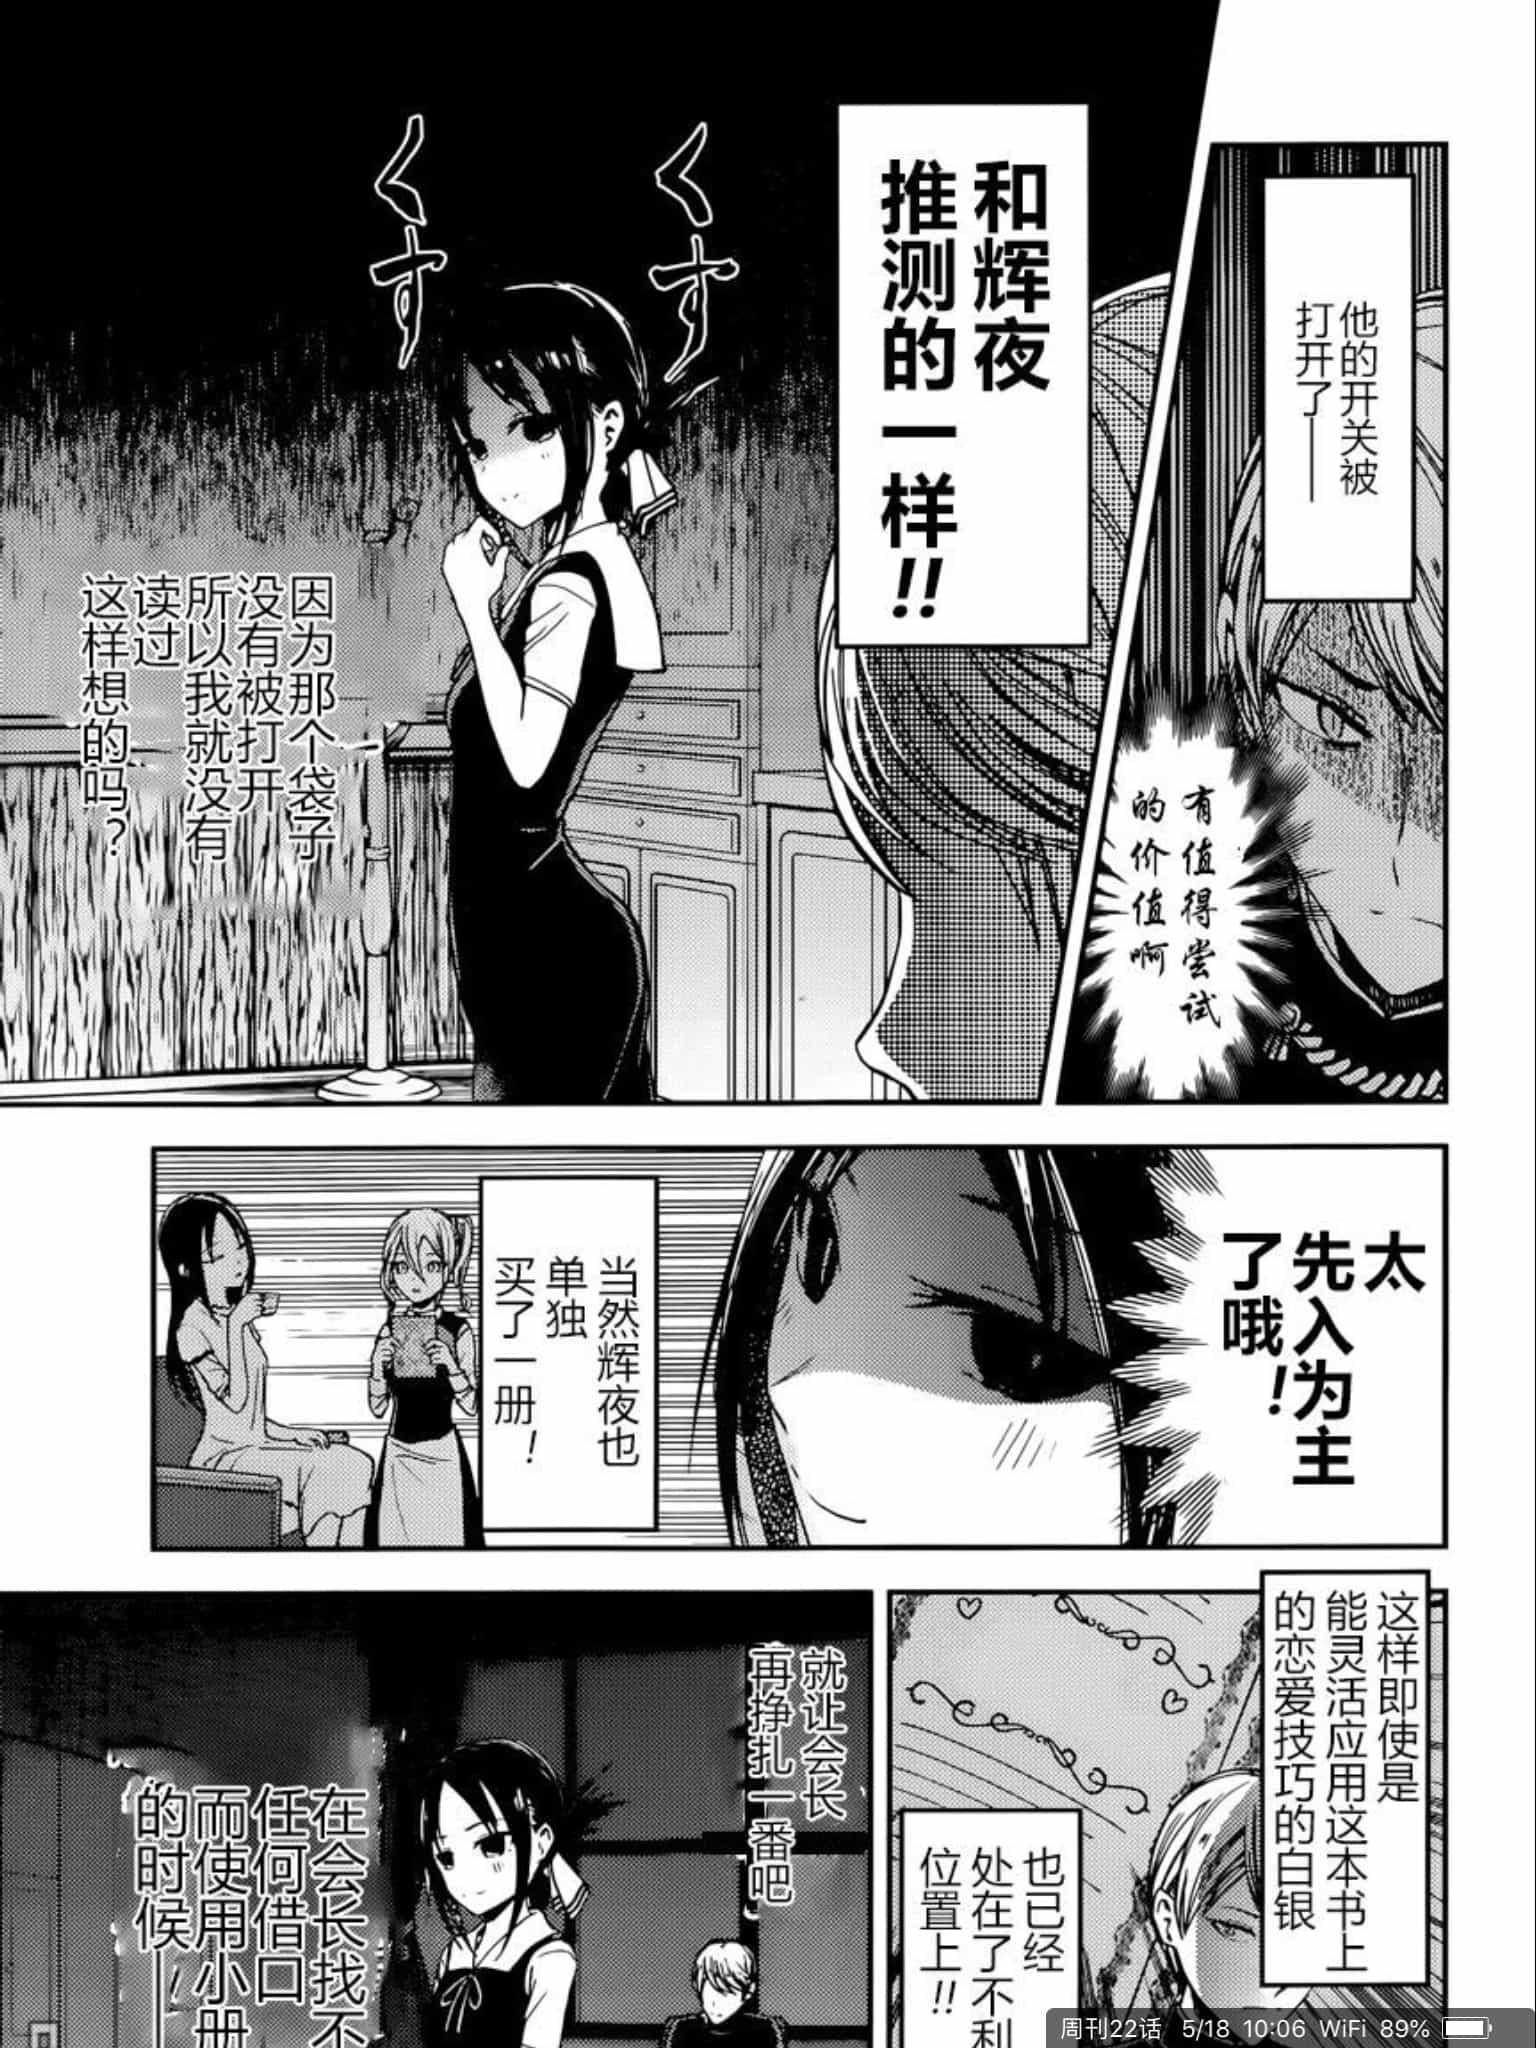 他的开关被
打开了——
有值得尝试
的价值啊
和辉夜
推测的一样!!
くす
くす
因为那个袋子
没有被打开
所以我就没有
读过
这样想的吗?
太
先入为主
了哦!
当然辉夜也
单独
买了一册!
这样即使是
能灵活应用这本书上
的恋爱技巧的白银
也已经
处在了不利
位置上!!
就让会长
再挣扎一番吧
在会长找不
任何借口
而使用小册
的时候——
周刊22话 5/18 10:06 WiFi 89%